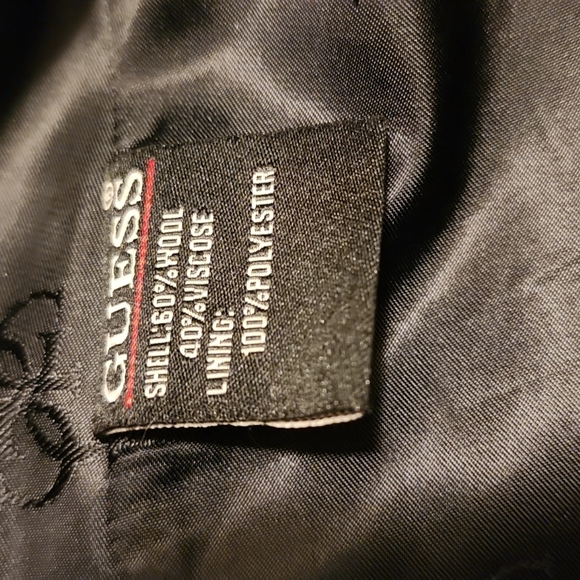 GUESS®
SHELL:60%WOOL
40%VISCOSE
LINING:
100%POLYESTER